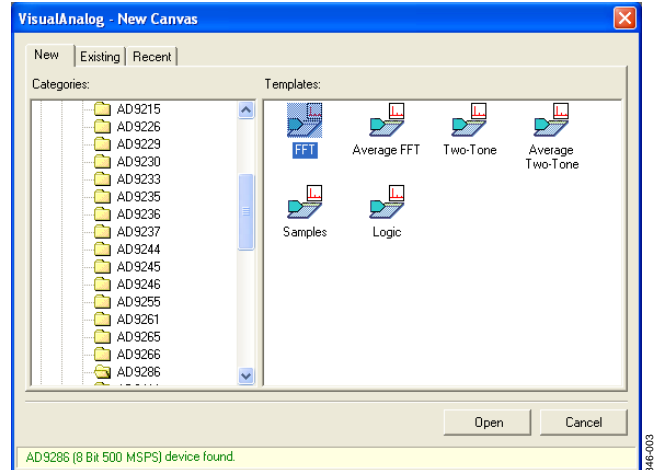 VisualAnalog - New Canvas
New Existing Recent
Categories:
Templates:
AD9215
AD9226
AD9229
AD9230
AD9233
AD9235
AD9236
AD9237
AD9244
AD9245
AD9246
AD9255
AD9261
AD9265
AD9266
AD9286
FFT
Average FFT
Two-Tone
Average
Two-Tone
Samples
Logic
Open
Cancel
AD9286 (8 Bit 500 MSPS) device found.